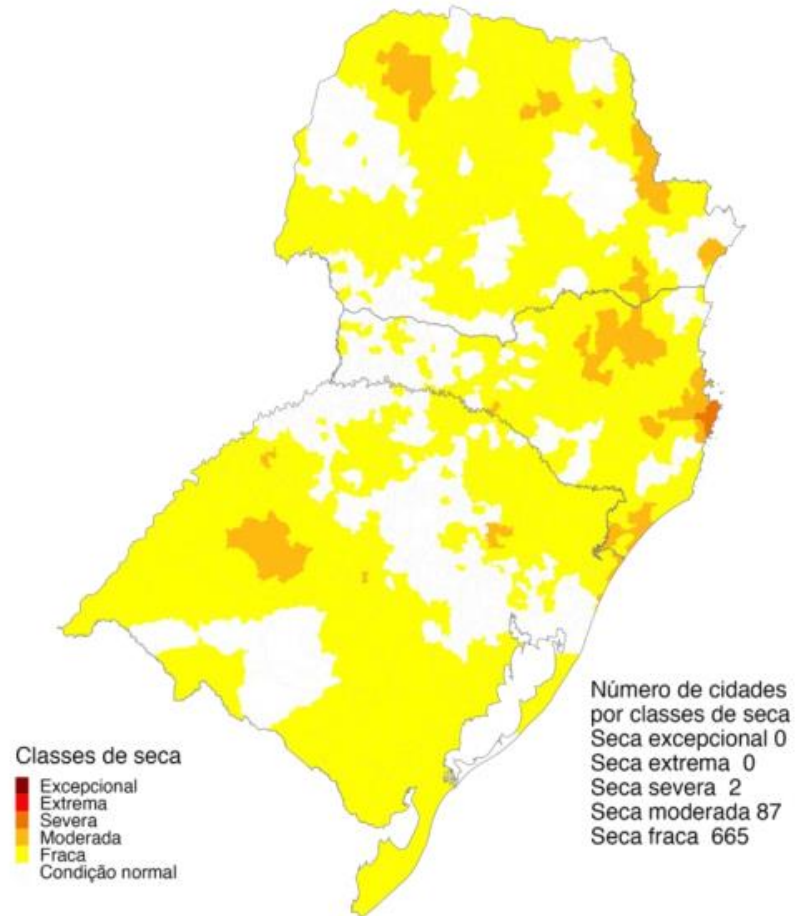 Número de cidades
por classes de seca
Seca excepcional 0
Seca extrema 0
Seca severa 2
Seca moderada 87
Seca fraca 665
Classes de seca
Excepcional
Extrema
Severa
Moderada
Fraca
Condição normal